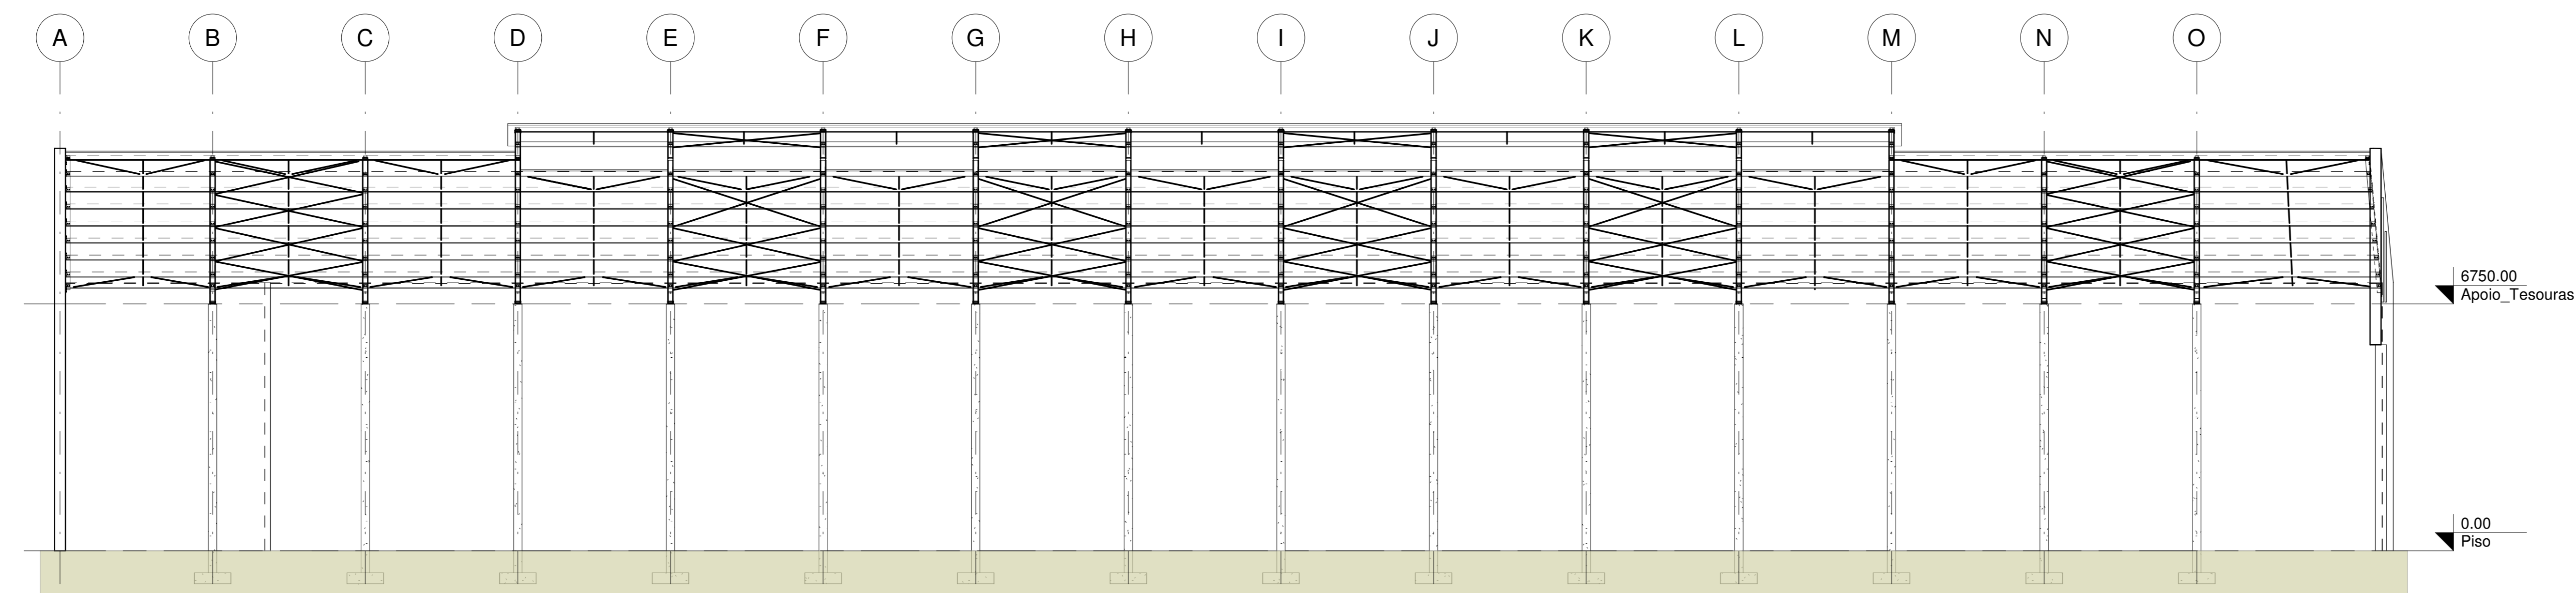 A B C D E F G H I J K L M N O
6750.00
Apoio_Tesouras
0.00
Piso